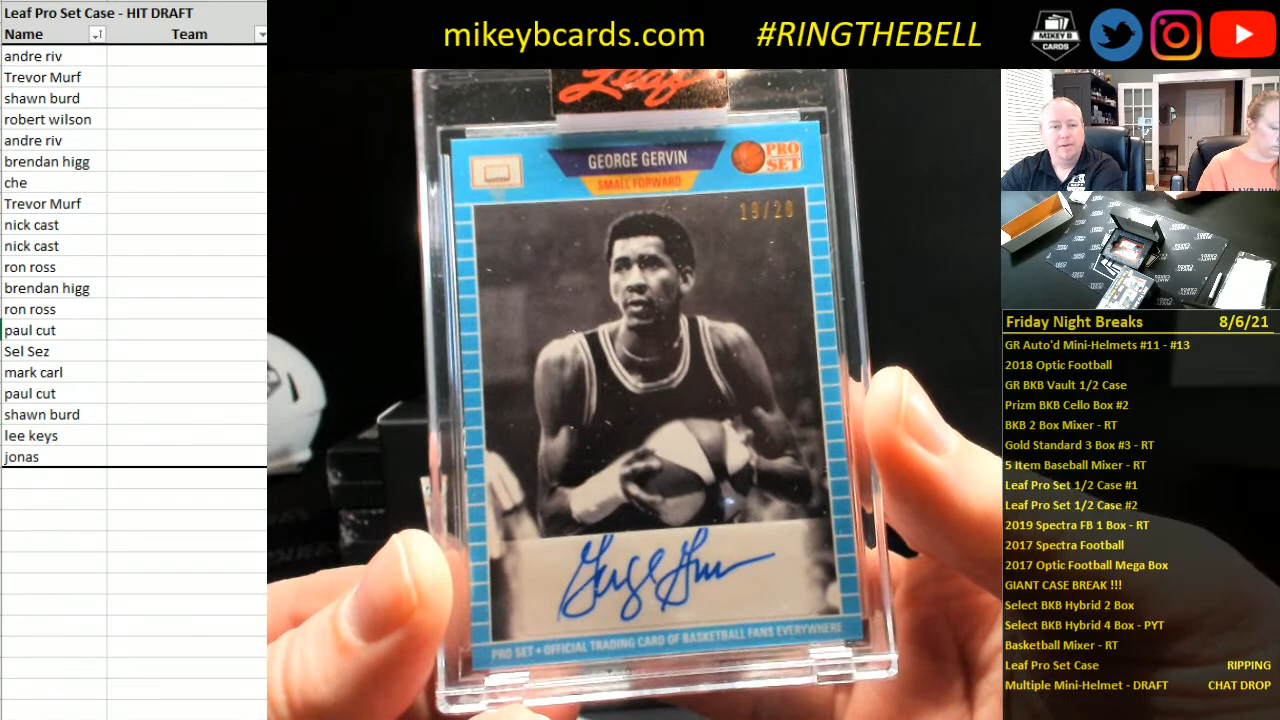 Leaf Pro Set Case - HIT DRAFT
Name Team
andre riv
Trevor Murf
shawn burd
robert wilson
andre riv
brendan higg
che
Trevor Murf
nick cast
nick cast
ron ross
brendan higg
ron ross
paul cut
Sel Sez
mark carl
paul cut
shawn burd
lee keys
jonas
mikeybcards.com #RINGTHEBELL
MIKEY B
CARDS
Leaf
GEORGE GERVIN
SMALL FORWARD
PRO
SET
19/20
George Gervin
PRO SET • OFFICIAL TRADING CARD OF BASKETBALL FANS EVERYWHERE
Friday Night Breaks 8/6/21
GR Auto'd Mini-Helmets #11 - #13
2018 Optic Football
GR BKB Vault 1/2 Case
Prizm BKB Cello Box #2
BKB 2 Box Mixer - RT
Gold Standard 3 Box #3 - RT
5 Item Baseball Mixer - RT
Leaf Pro Set 1/2 Case #1
Leaf Pro Set 1/2 Case #2
2019 Spectra FB 1 Box - RT
2017 Spectra Football
2017 Optic Football Mega Box
GIANT CASE BREAK !!!
Select BKB Hybrid 2 Box
Select BKB Hybrid 4 Box - PYT
Basketball Mixer - RT
Leaf Pro Set Case RIPPING
Multiple Mini-Helmet - DRAFT CHAT DROP